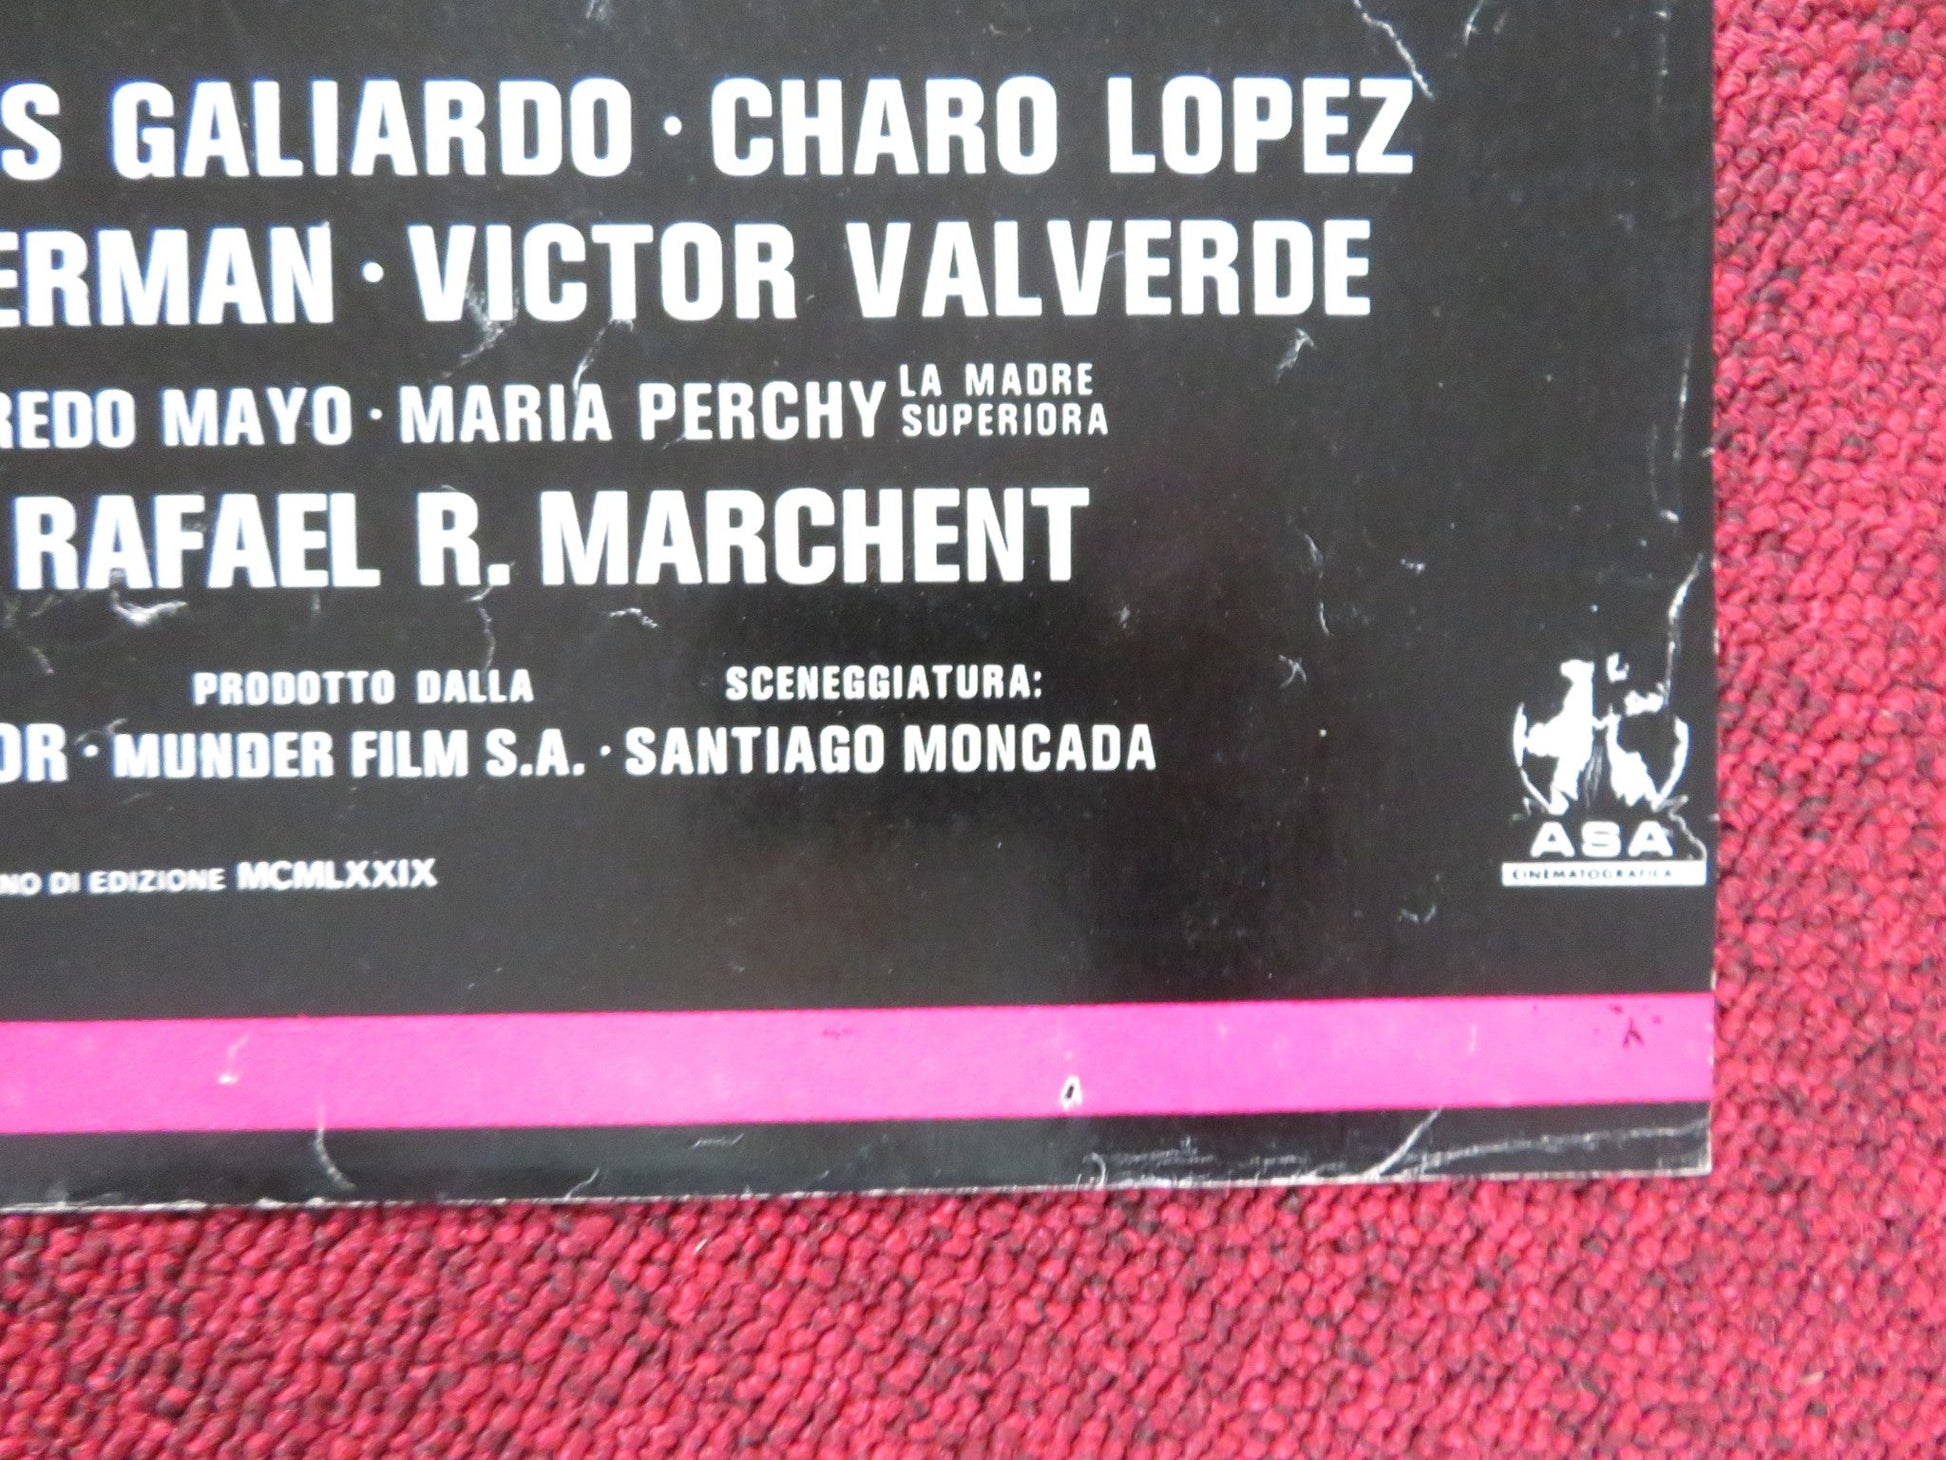 S GALIARDO · CHARO LOPEZ
ERMAN · VICTOR VALVERDE
REDO MAYO · MARIA PERCHY LA MADRE SUPERIORA
RAFAEL R. MARCHENT
PRODOTTO DALLA SCENEGGIATURA:
OR · MUNDER FILM S.A. · SANTIAGO MONCADA
NO DI EDIZIONE MCMLXXIX
ASA
CINEMATOGRAFICA